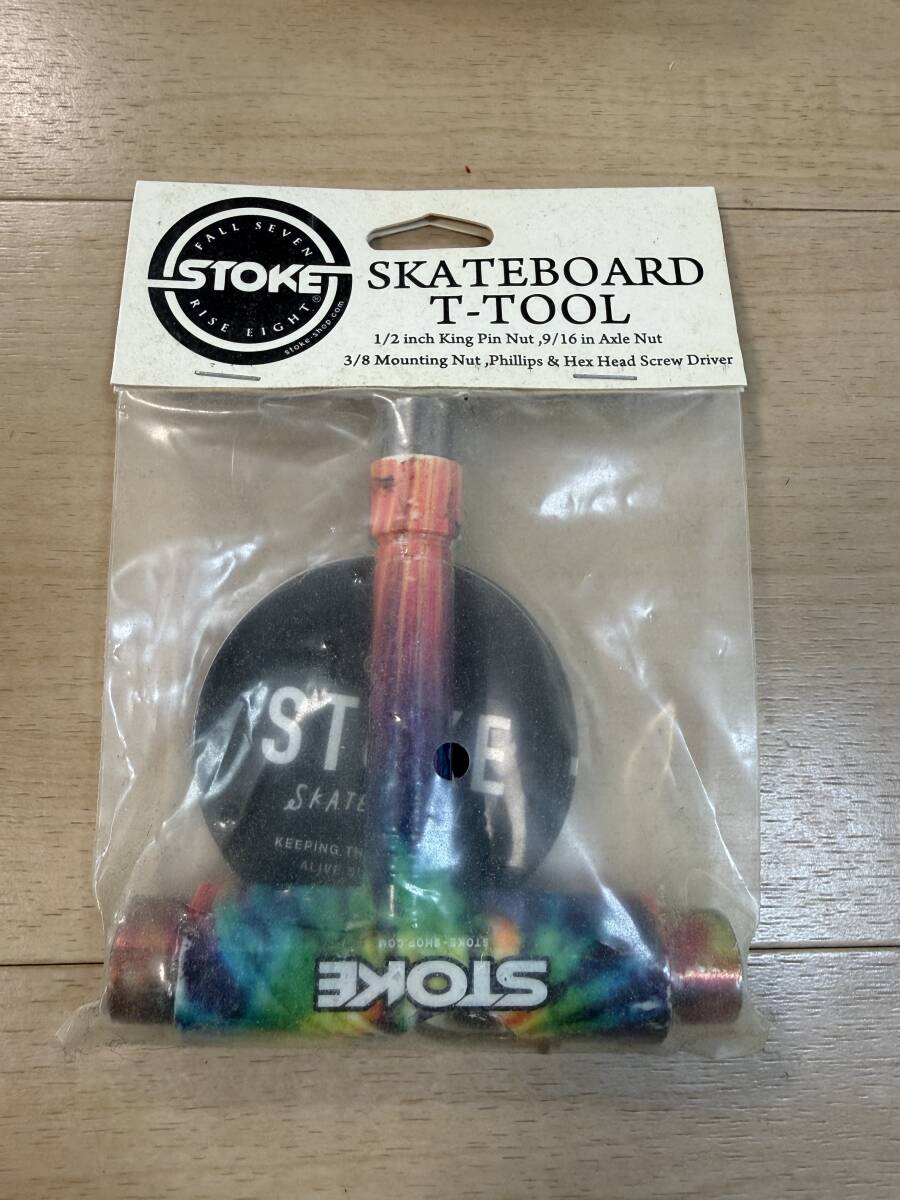 FALL SEVEN
STOKE
RISE EIGHT
®
stoke-shop.com
SKATEBOARD
T-TOOL
1/2 inch King Pin Nut ,9/16 in Axle Nut
3/8 Mounting Nut ,Phillips & Hex Head Screw Driver
SKATE
KEEPING
ALIVE
STOKE-SHOP.COM
STOKE